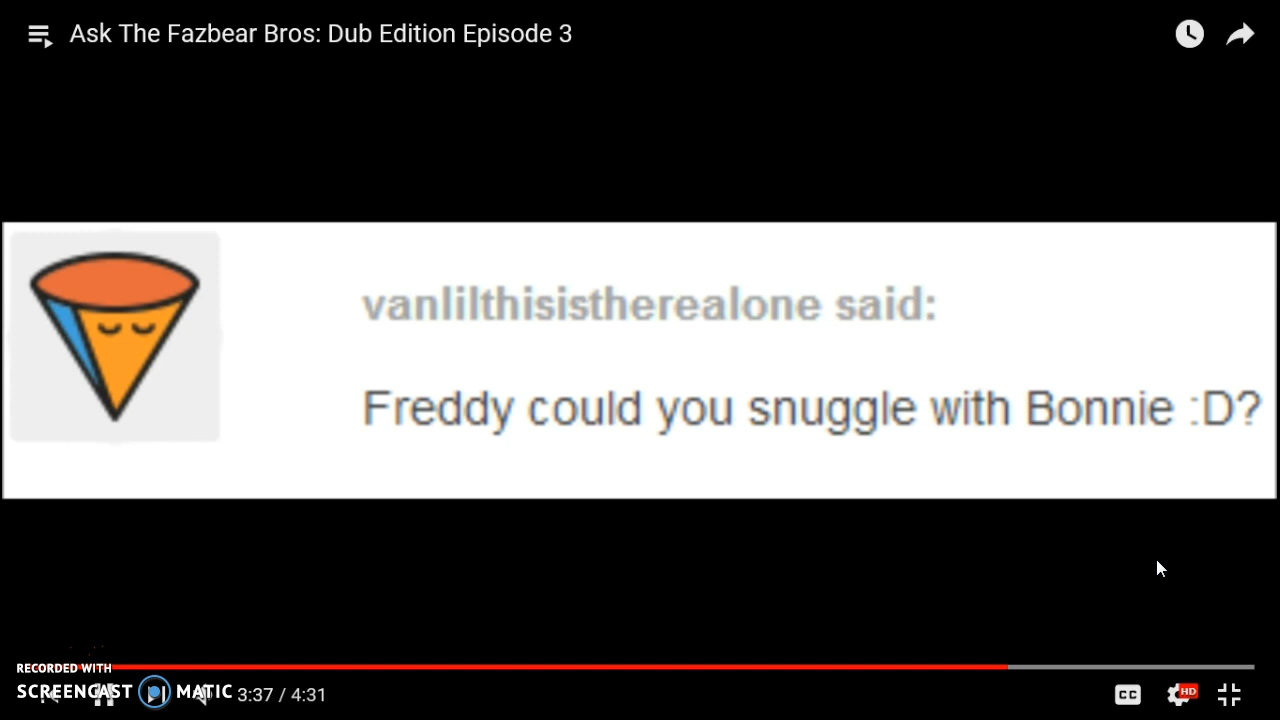 Ask The Fazbear Bros: Dub Edition Episode 3
vanlilthisistherealone said:
Freddy could you snuggle with Bonnie :D?
RECORDED WITH
SCREENCAST MATIC
3:37 / 4:31
CC
HD